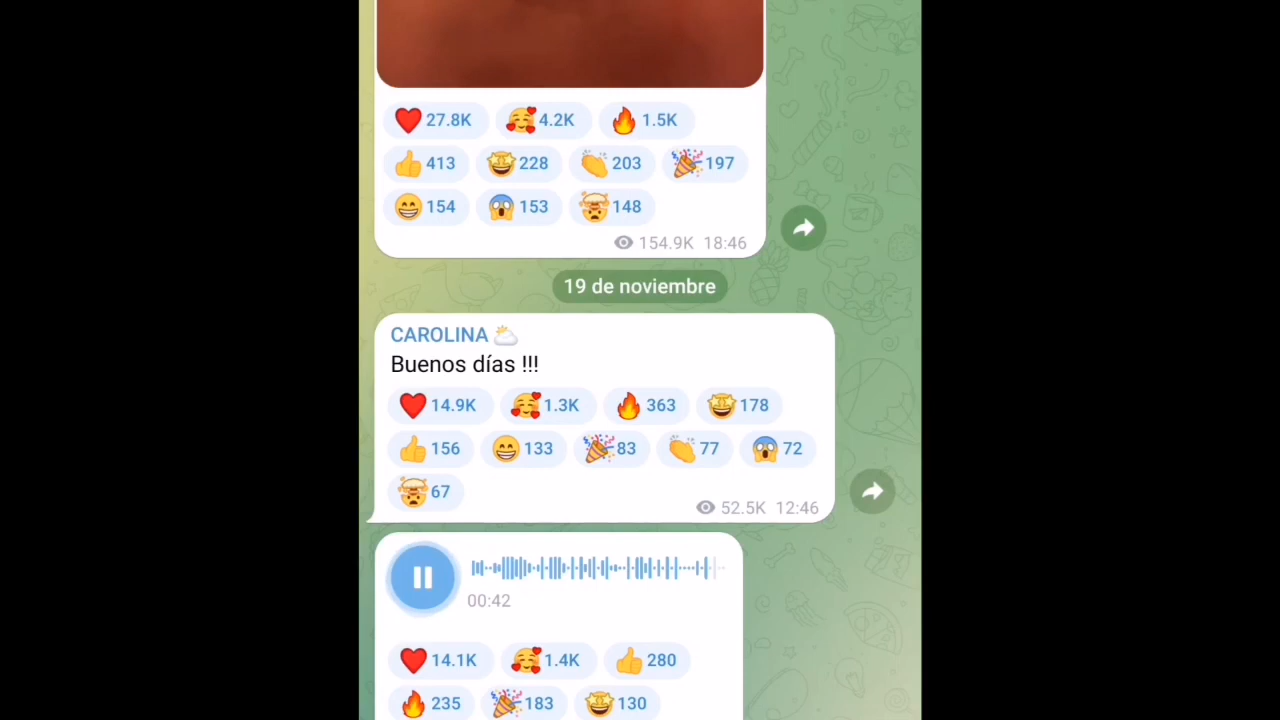 27.8K 4.2K 1.5K
413 228 203 197
154 153 148
154.9K 18:46
19 de noviembre
CAROLINA
Buenos días !!!
14.9K 1.3K 363 178
156 133 83 77 72
67
52.5K 12:46
00:42
14.1K 1.4K 280
235 183 130